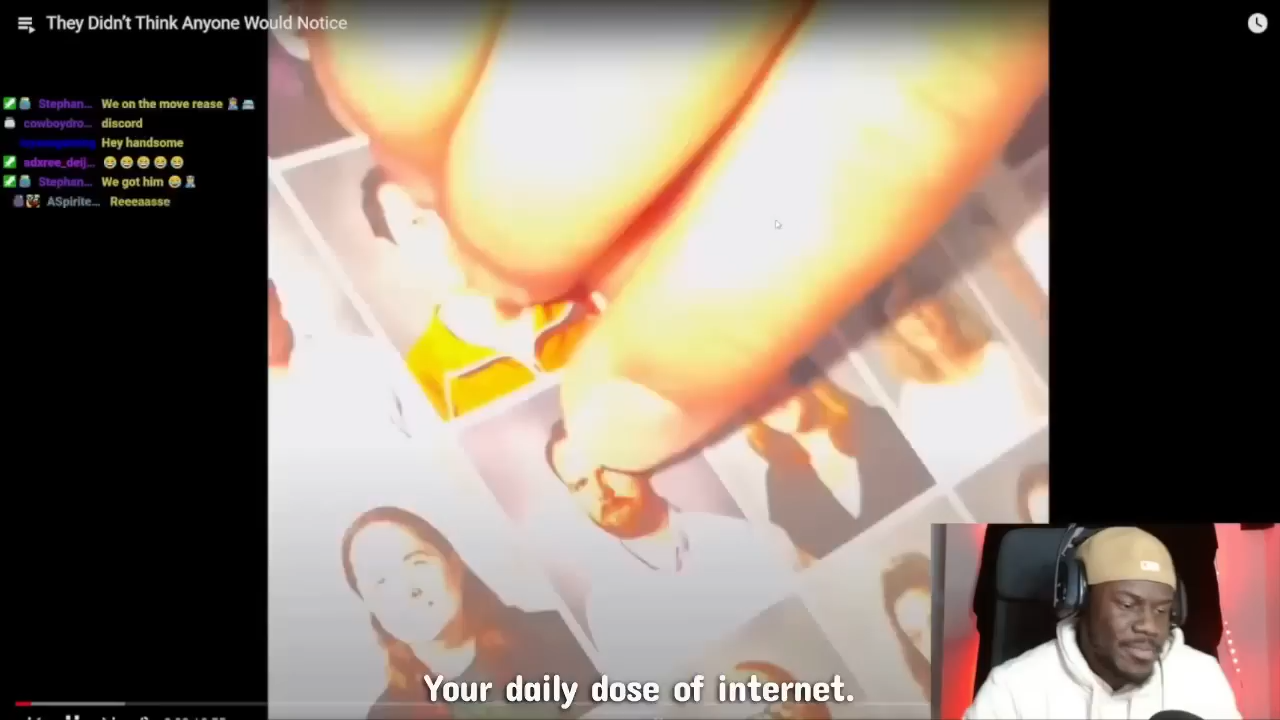 They Didn't Think Anyone Would Notice
Stephan... We on the move rease
cowboydro... discord
Hey handsome
adxree_deij...
Stephan... We got him
ASpirite... Reeeaasse
Your daily dose of internet.